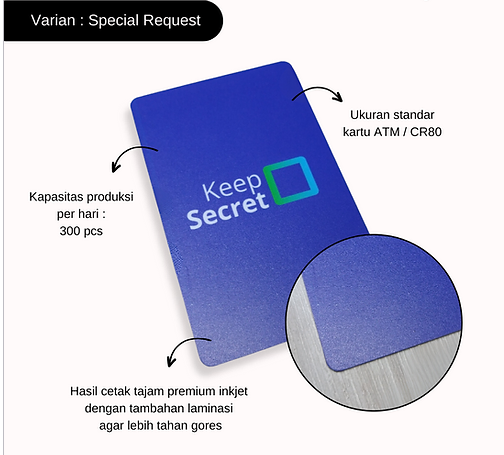 Varian : Special Request
Ukuran standar
kartu ATM / CR80
Kapasitas produksi
per hari :
300 pcs
Keep
Secret
Hasil cetak tajam premium inkjet
dengan tambahan laminasi
agar lebih tahan gores